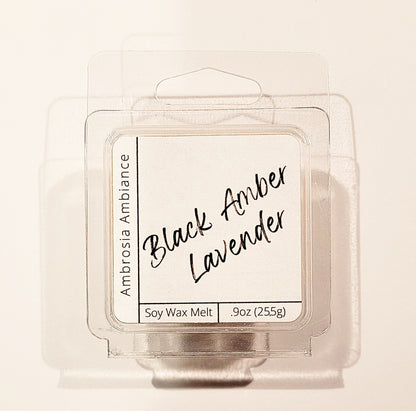 Ambrosia Ambiance
Black Amber
Lavender
Soy Wax Melt
.9oz (25,5g)